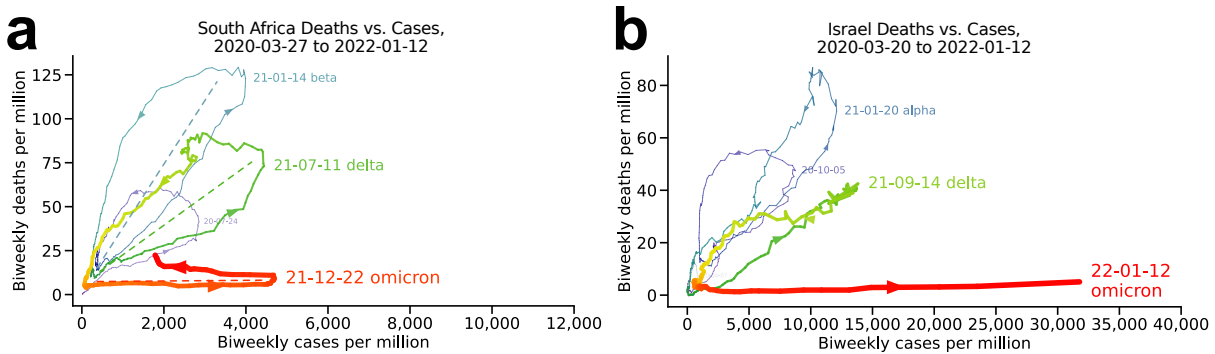 a
South Africa Deaths vs. Cases,
2020-03-27 to 2022-01-12
Biweekly deaths per million
125
100
75
50
25
0
21-01-14 beta
21-07-11 delta
20-07-24
21-12-22 omicron
0
2,000
4,000
6,000
8,000
10,000
12,000
Biweekly cases per million
b
Israel Deaths vs. Cases,
2020-03-20 to 2022-01-12
Biweekly deaths per million
80
60
40
20
0
21-01-20 alpha
20-10-05
21-09-14 delta
22-01-12
omicron
0
5,000
10,000
15,000
20,000
25,000
30,000
35,000
40,000
Biweekly cases per million